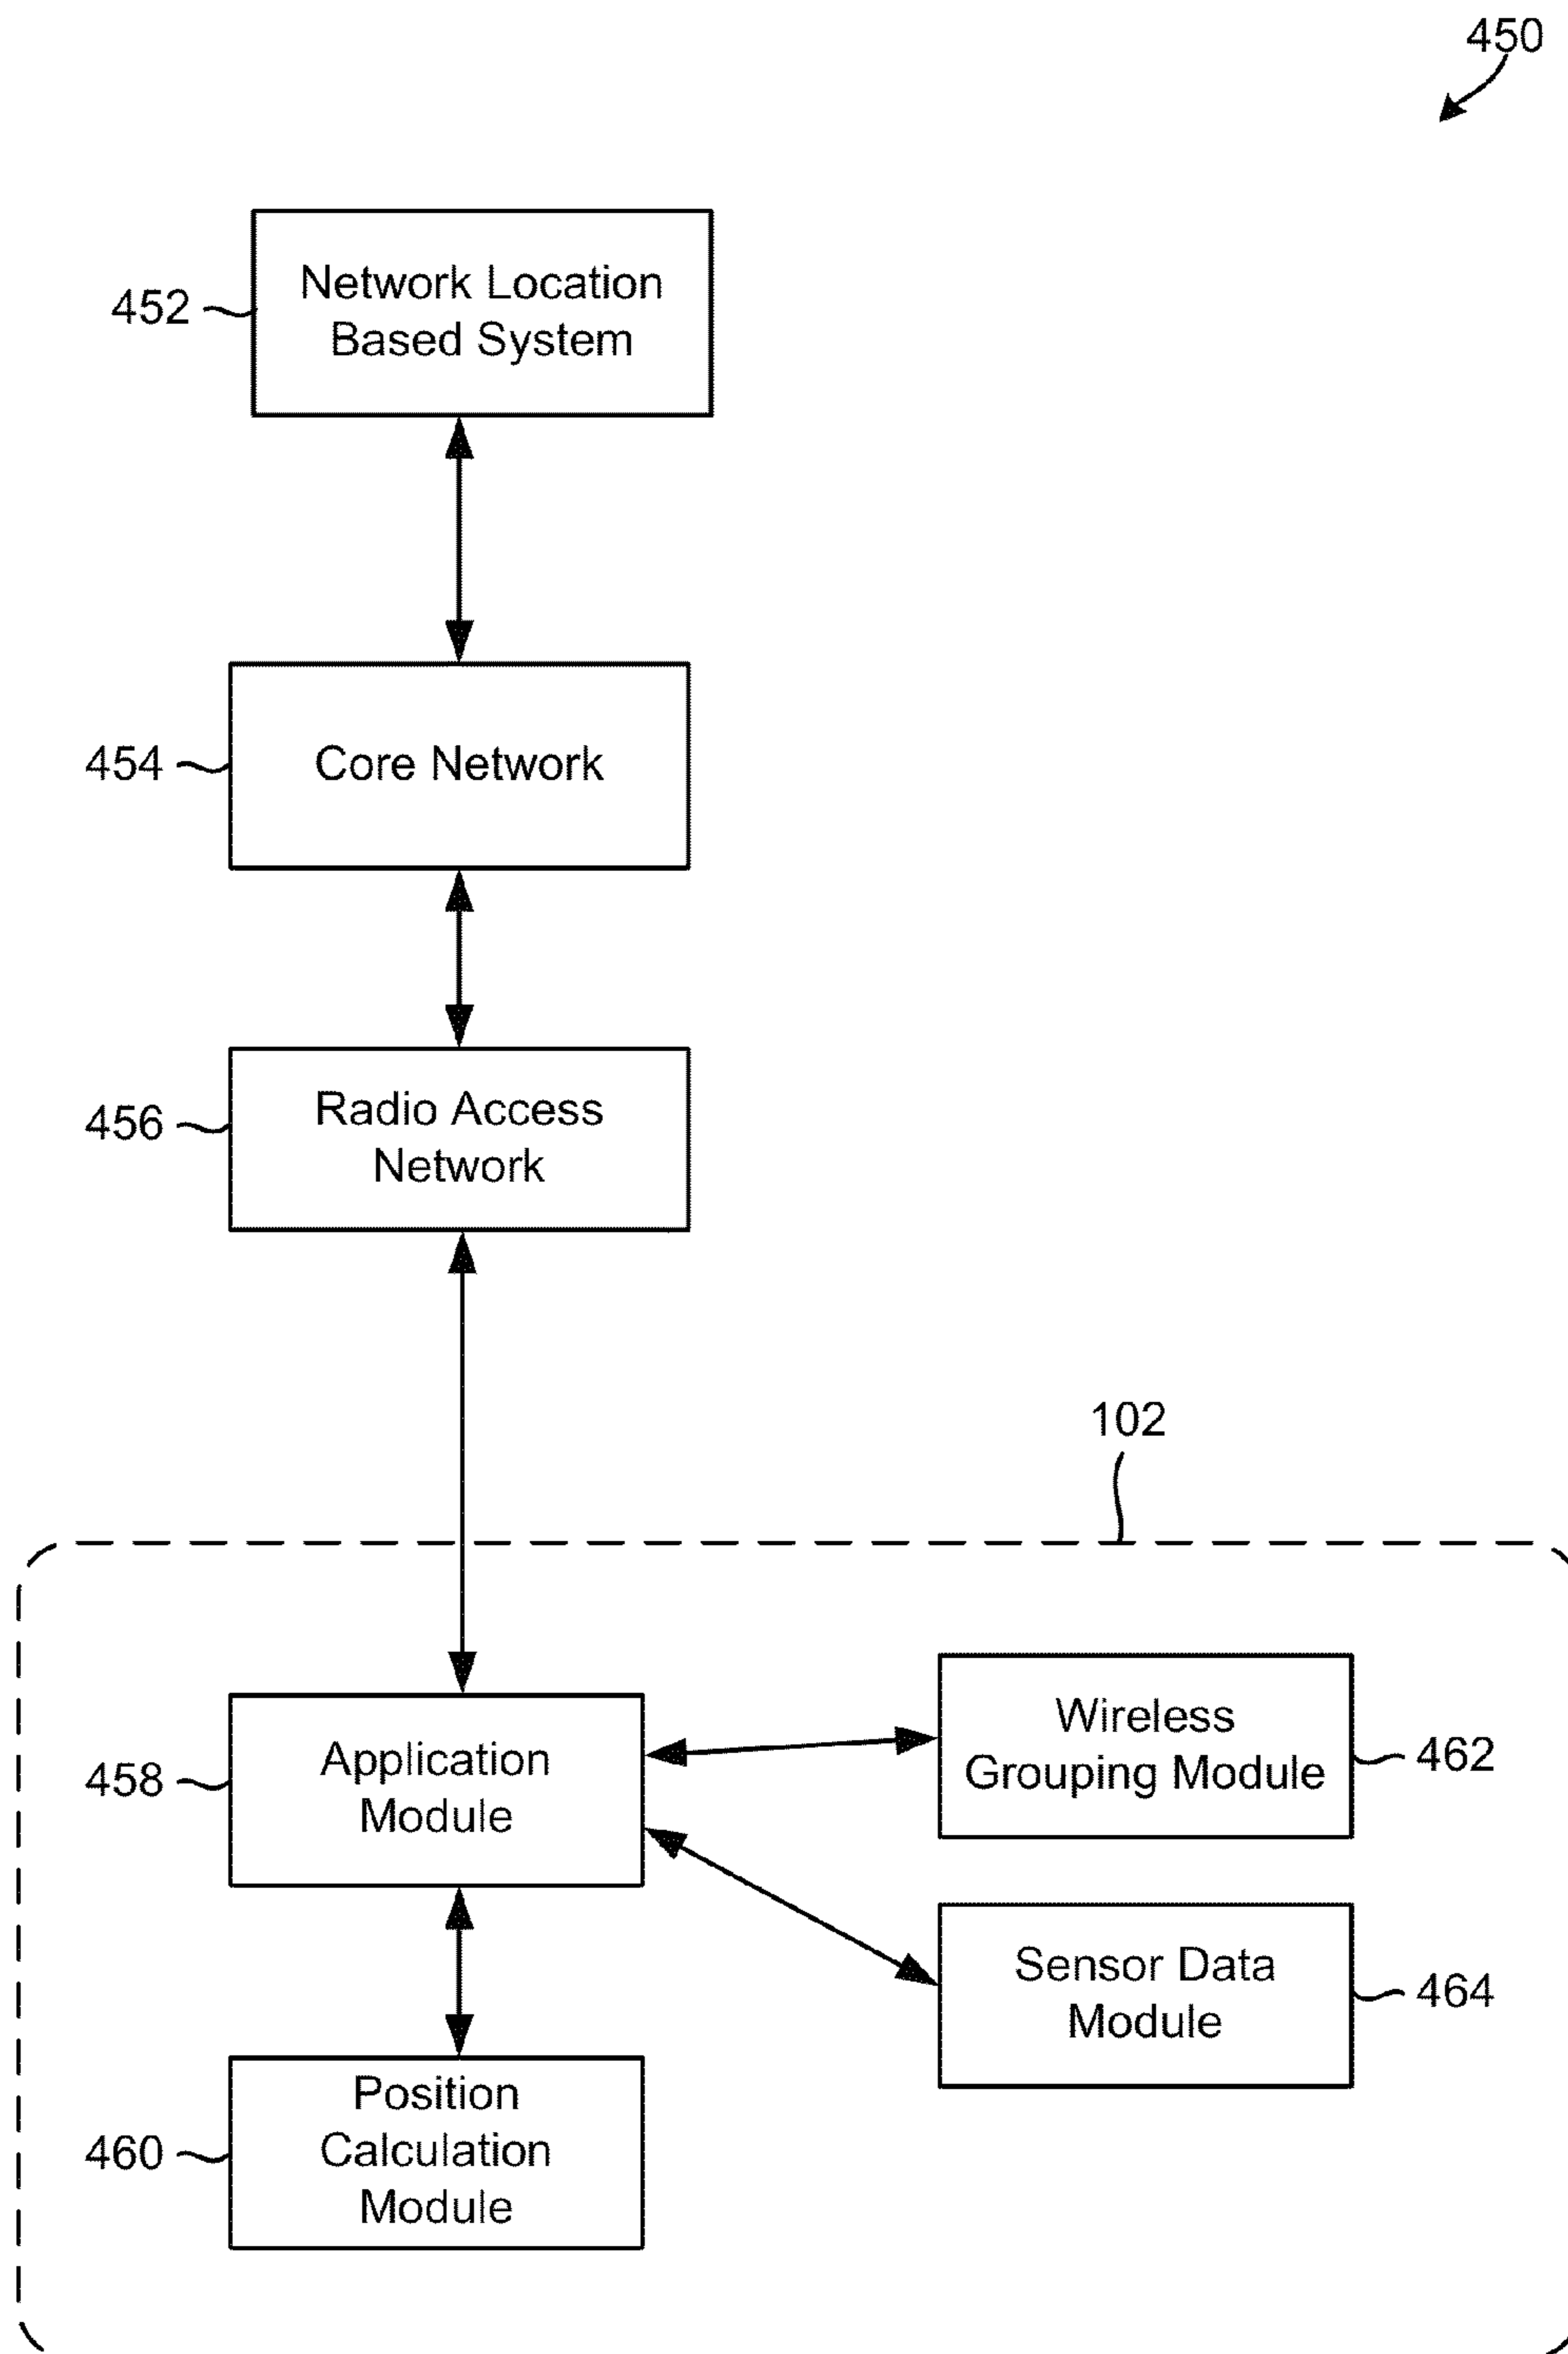 450
Network Location
Based System
452
Core Network
454
Radio Access
Network
456
102
Application
Module
458
Wireless
Grouping Module
462
Sensor Data
Module
464
Position
Calculation
Module
460